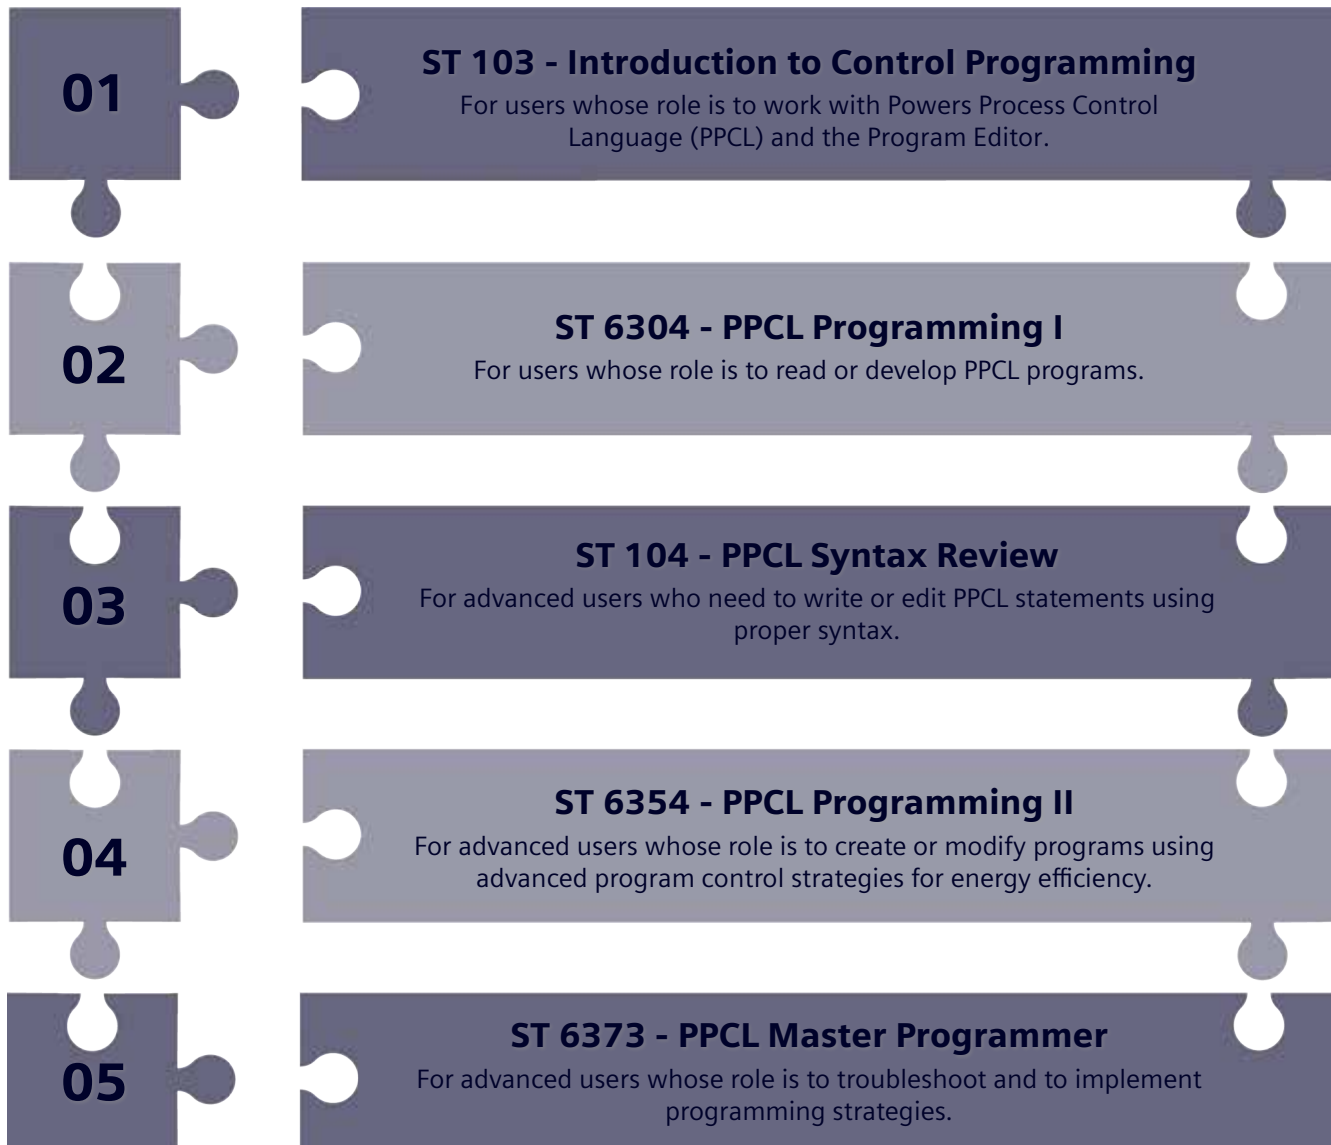 01
ST 103 - Introduction to Control Programming
For users whose role is to work with Powers Process Control
Language (PPCL) and the Program Editor.
02
ST 6304 - PPCL Programming I
For users whose role is to read or develop PPCL programs.
03
ST 104 - PPCL Syntax Review
For advanced users who need to write or edit PPCL statements using
proper syntax.
04
ST 6354 - PPCL Programming II
For advanced users whose role is to create or modify programs using
advanced program control strategies for energy efficiency.
05
ST 6373 - PPCL Master Programmer
For advanced users whose role is to troubleshoot and to implement
programming strategies.